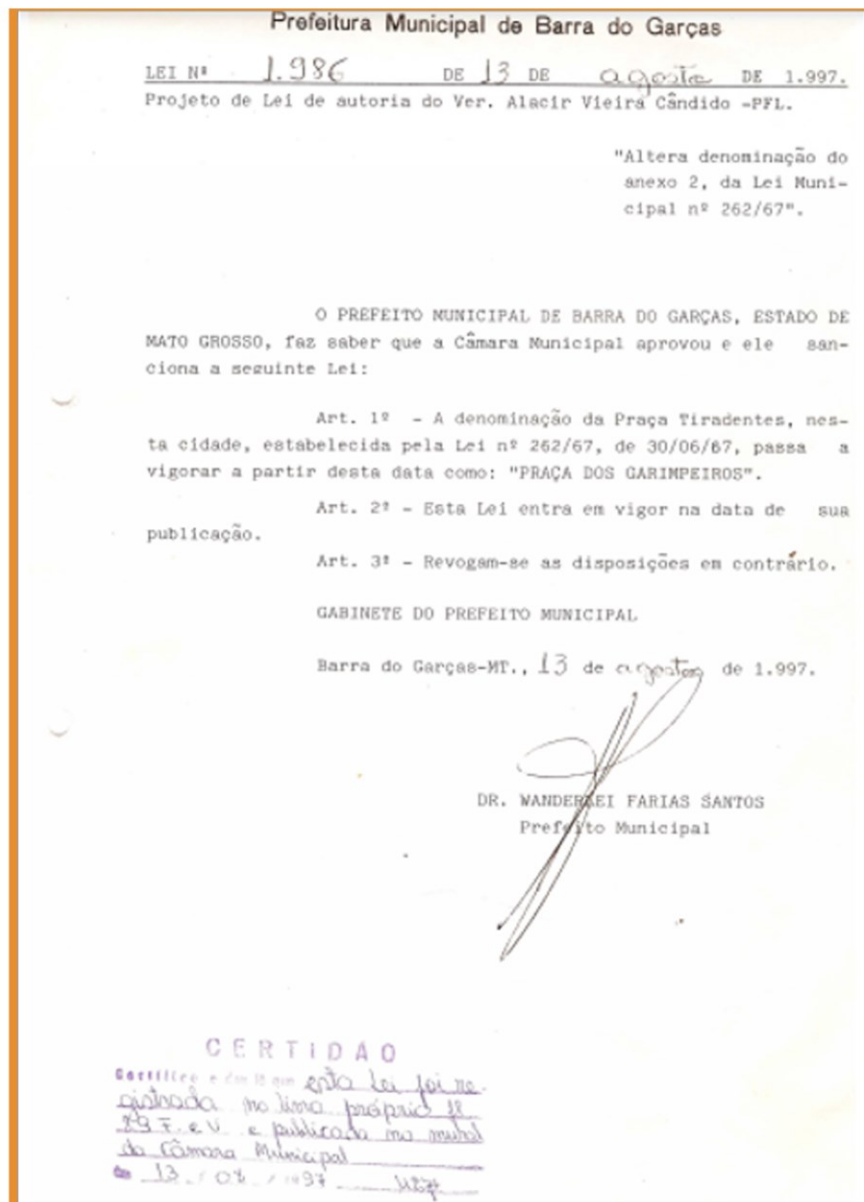 Prefeitura Municipal de Barra do Garças
LEI Nº 1.986 DE 13 DE agosto DE 1.997.
Projeto de Lei de autoria do Ver. Alacir Vieira Cândido -PFL.
"Altera denominação do
anexo 2, da Lei Muni-
cipal nº 262/67".
O PREFEITO MUNICIPAL DE BARRA DO GARÇAS, ESTADO DE
MATO GROSSO, faz saber que a Câmara Municipal aprovou e ele san-
ciona a seguinte Lei:
Art. 1º - A denominação da Praça Tiradentes, nes-
ta cidade, estabelecida pela Lei nº 262/67, de 30/06/67, passa a
vigorar a partir desta data como: "PRAÇA DOS GARIMPEIROS".
Art. 2º - Esta Lei entra em vigor na data de sua
publicação.
Art. 3º - Revogam-se as disposições em contrário.
GABINETE DO PREFEITO MUNICIPAL
Barra do Garças-MT., 13 de agosto de 1.997.
DR. WANDERLEI FARIAS SANTOS
Prefeito Municipal
CERTIDAO
Certifico e esta Lei foi re-
gistrada no livro próprio
e V. e publicada no mural
da Câmara Municipal
13